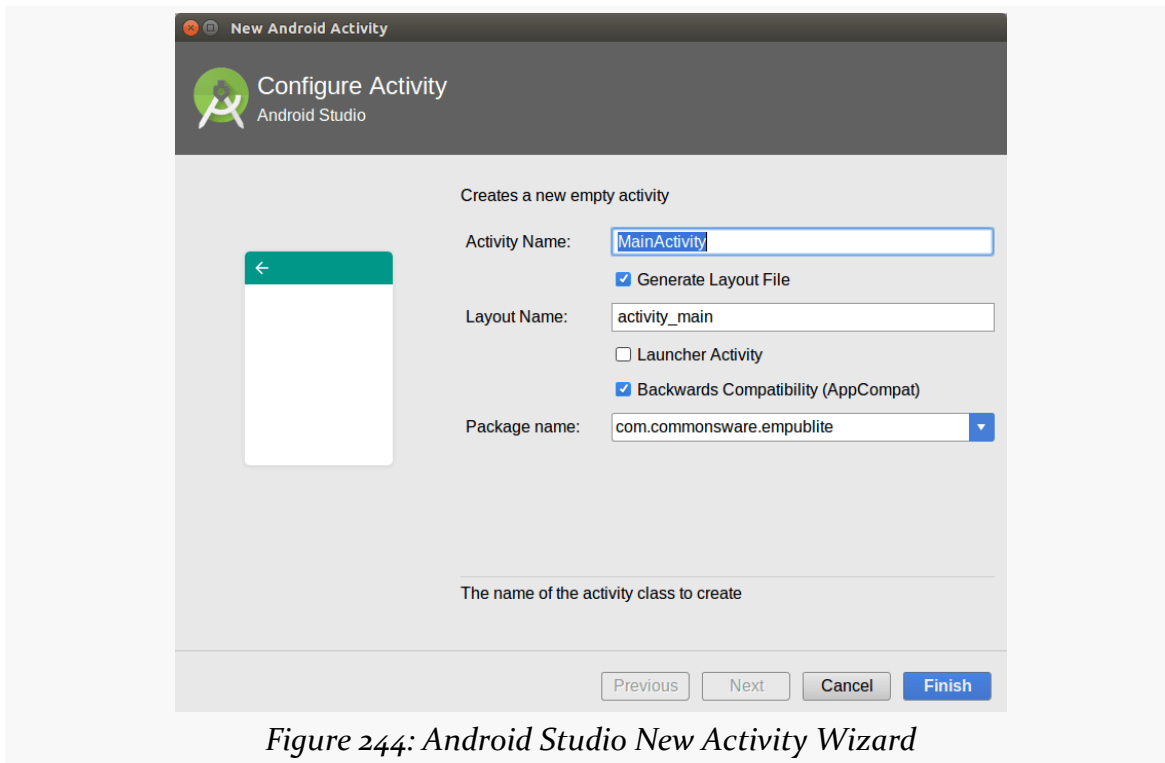 New Android Activity
Configure Activity
Android Studio
Creates a new empty activity
Activity Name: MainActivity
Generate Layout File
Layout Name: activity_main
Launcher Activity
Backwards Compatibility (AppCompat)
Package name: com.commonsware.empublite
The name of the activity class to create
Previous Next Cancel Finish
Figure 244: Android Studio New Activity Wizard